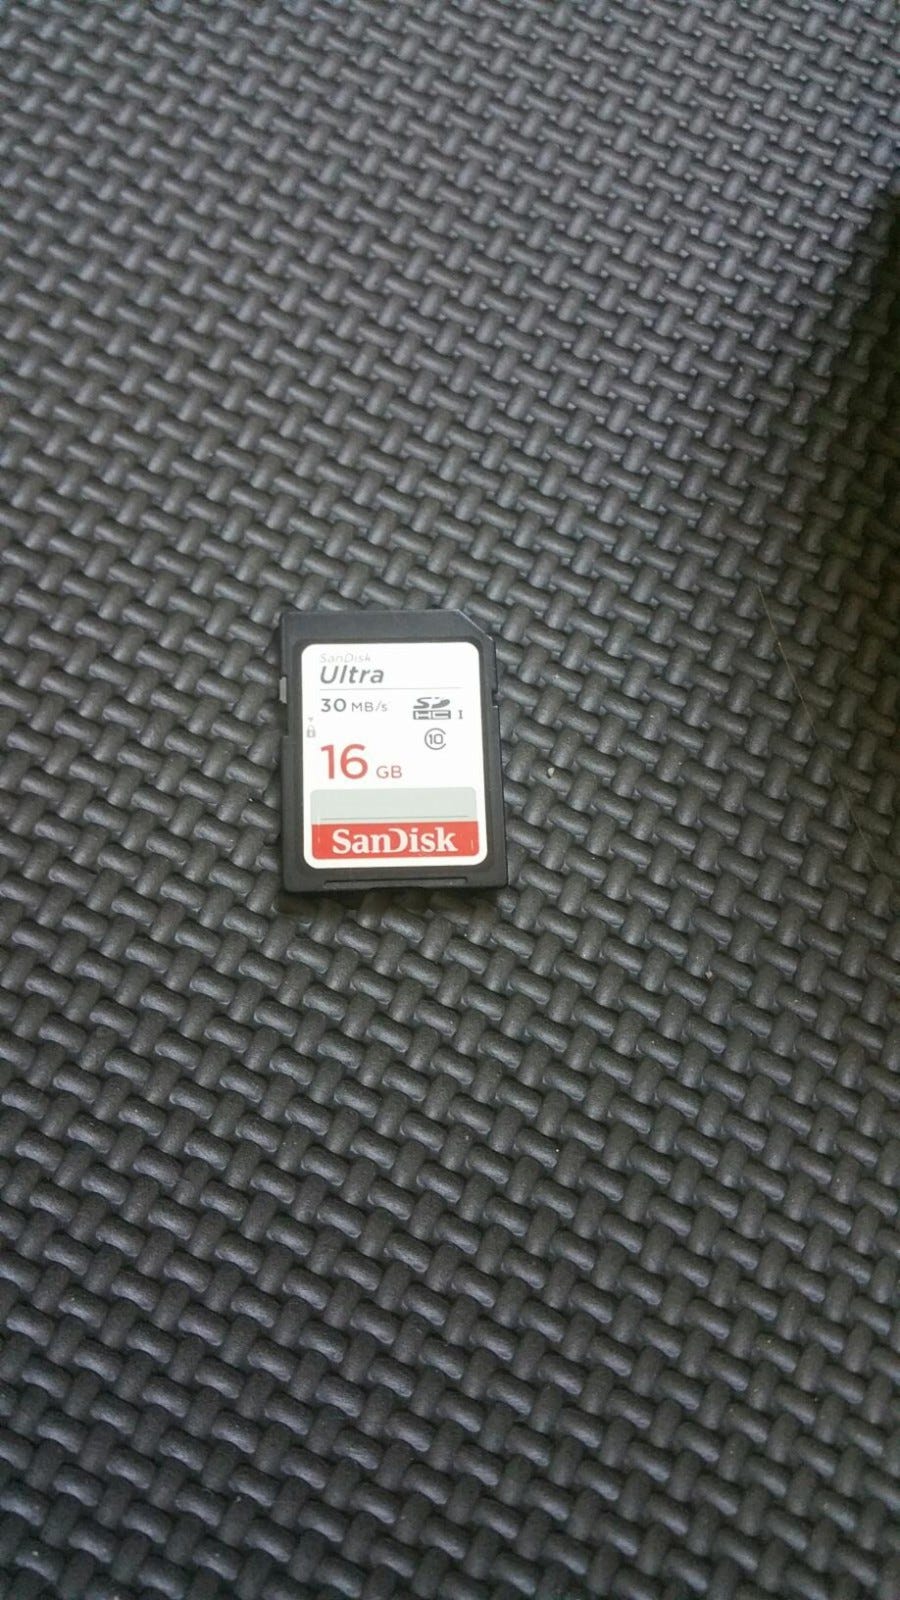 SanDisk
Ultra
30 MB/s
SD HC I
10
16 GB
SanDisk